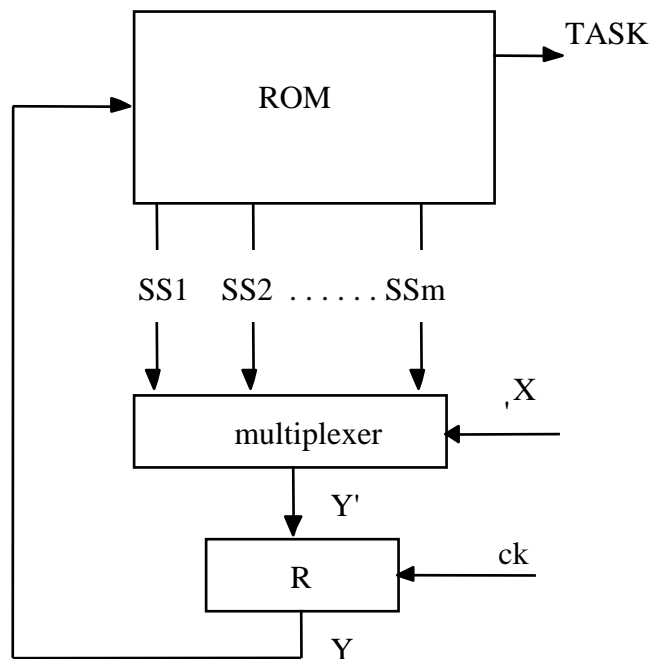 TASK
ROM
SS1 SS2 . . . . . . SSm
,X
multiplexer
Y'
ck
R
Y